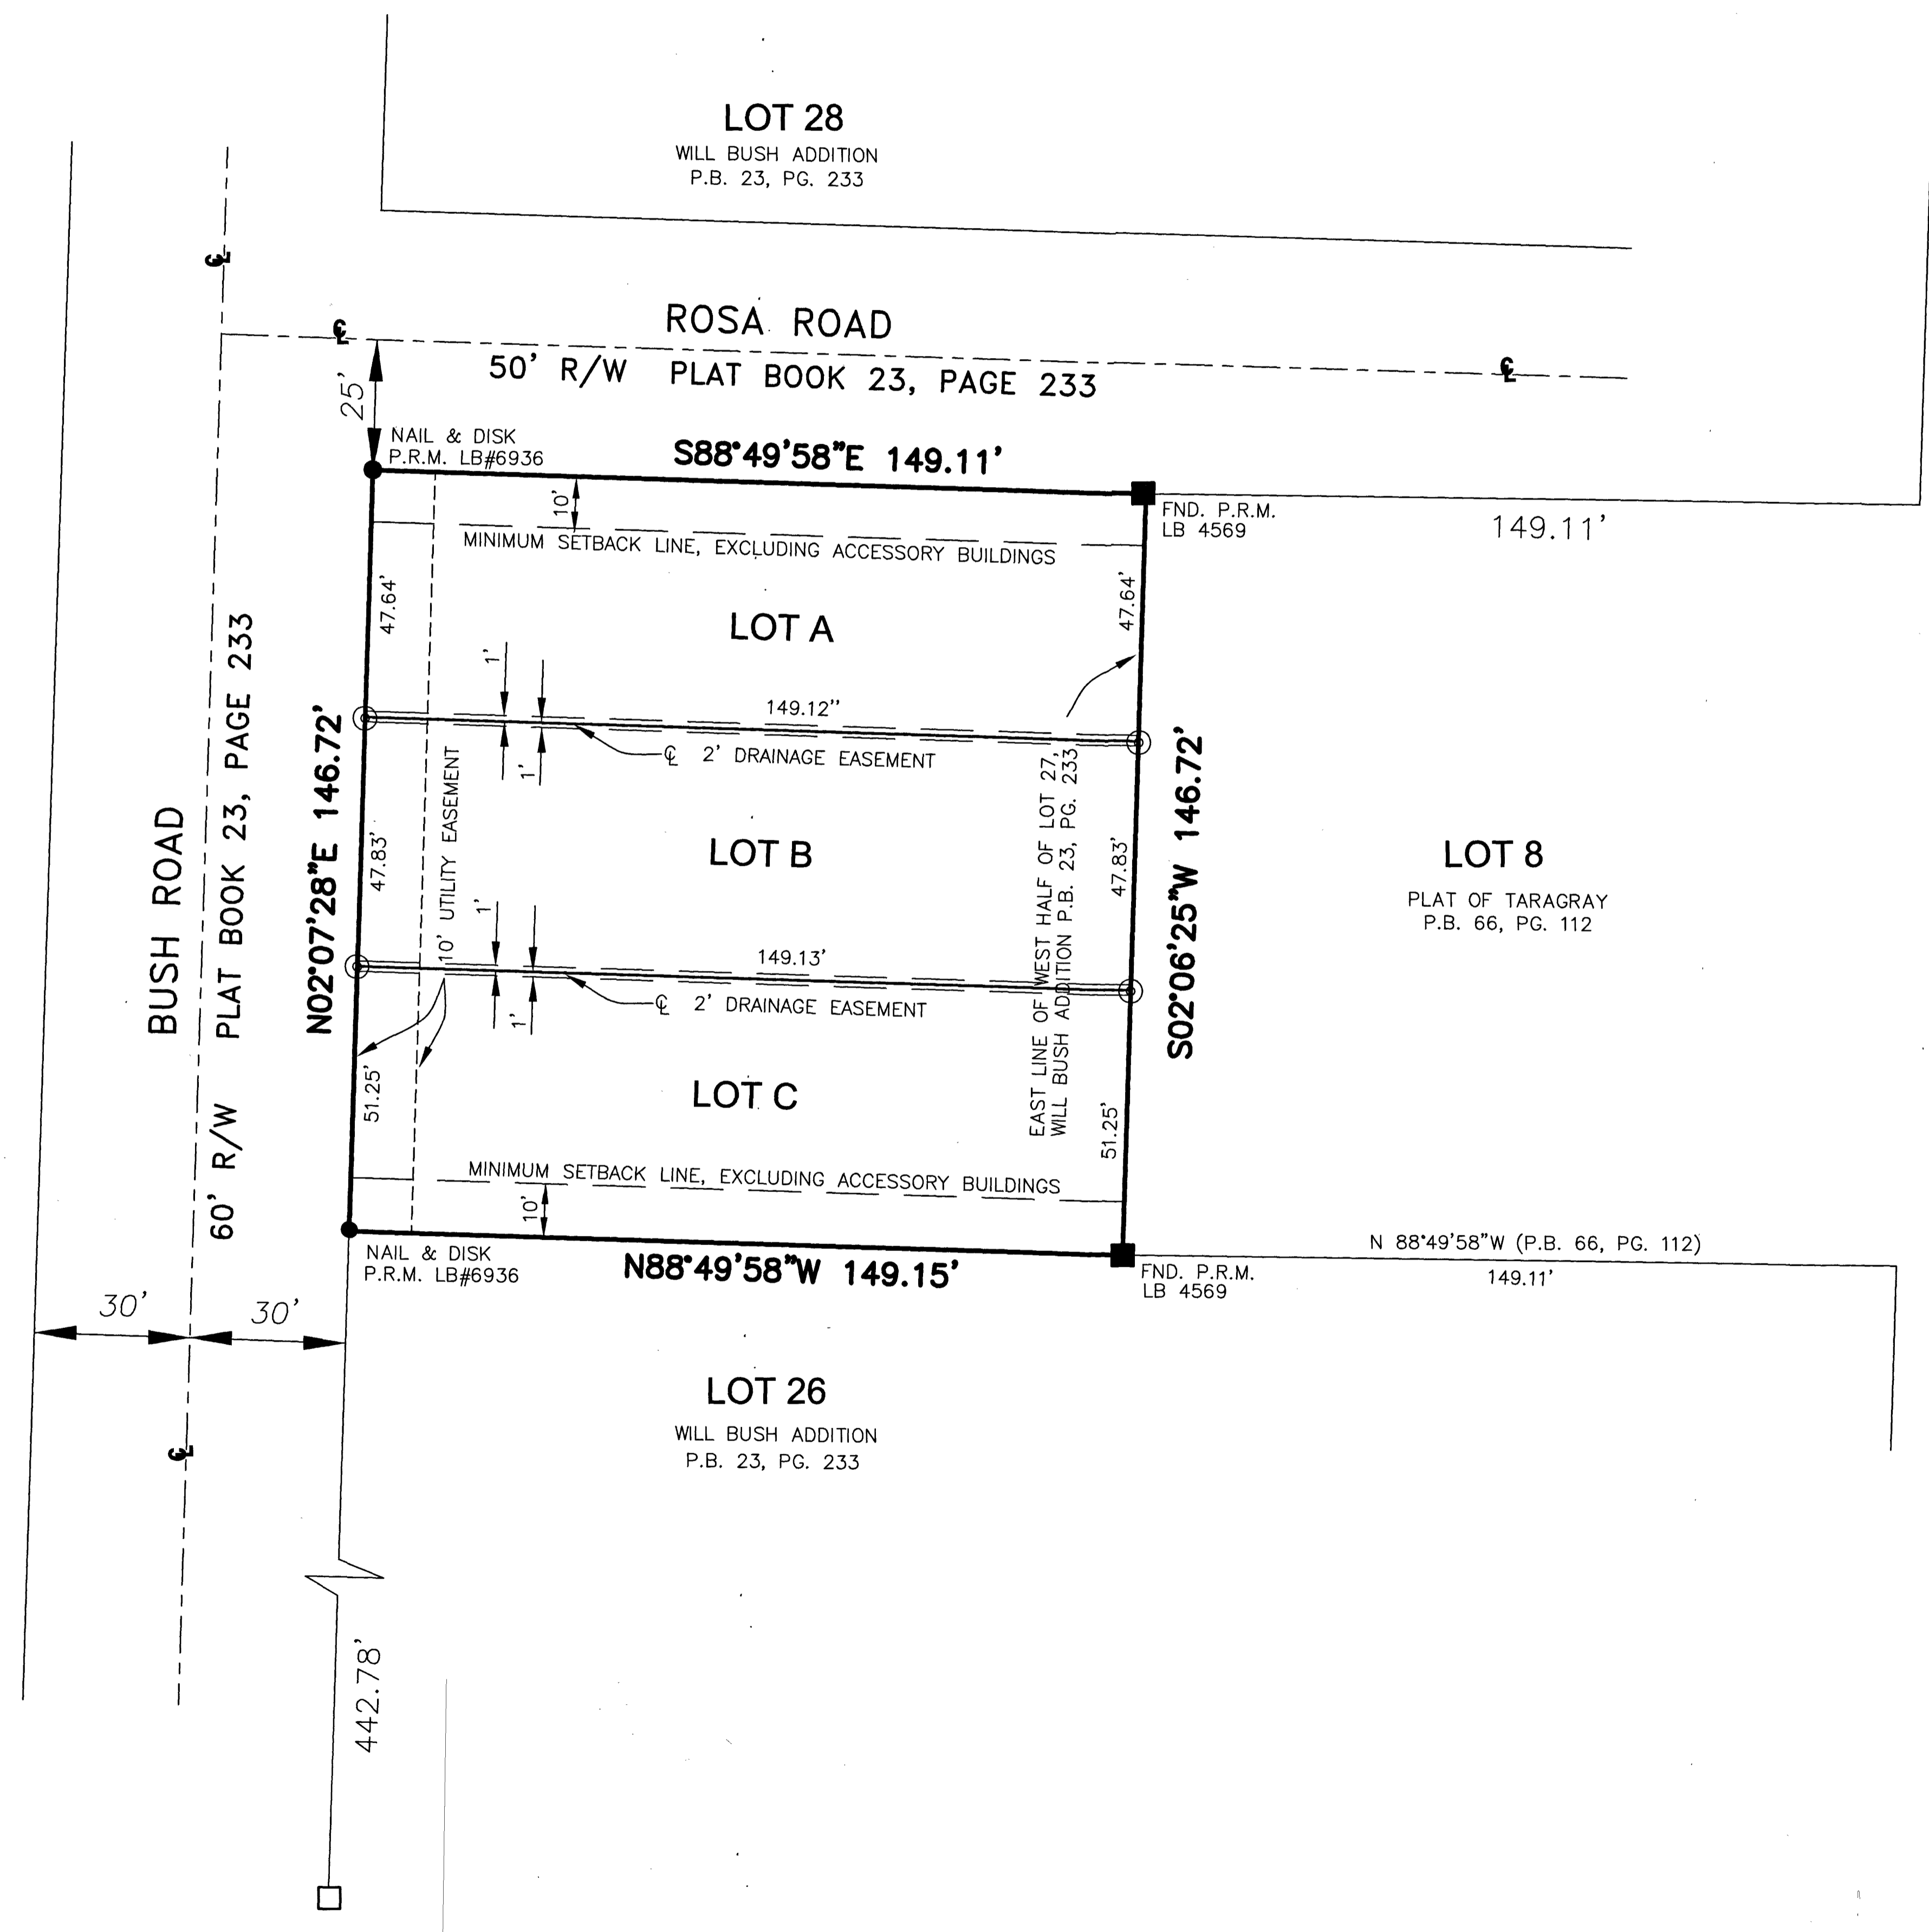 LOT 28
WILL BUSH ADDITION
P.B. 23, PG. 233
℄
℄
ROSA ROAD
℄
50' R/W PLAT BOOK 23, PAGE 233
25'
NAIL & DISK
P.R.M. LB#6936
S88°49'58"E 149.11'
10'
FND. P.R.M.
LB 4569
149.11'
MINIMUM SETBACK LINE, EXCLUDING ACCESSORY BUILDINGS
47.64'
47.64'
LOT A
1'
149.12"
1'
℄ 2' DRAINAGE EASEMENT
BUSH ROAD
60' R/W PLAT BOOK 23, PAGE 233
N02°07'28"E 146.72'
47.83'
10' UTILITY EASEMENT
LOT B
EAST LINE OF WEST HALF OF LOT 27,
WILL BUSH ADDITION P.B. 23, PG. 233
47.83'
S02°06'25"W 146.72'
LOT 8
PLAT OF TARAGRAY
P.B. 66, PG. 112
1'
149.13'
1'
℄ 2' DRAINAGE EASEMENT
51.25'
LOT C
51.25'
MINIMUM SETBACK LINE, EXCLUDING ACCESSORY BUILDINGS
10'
NAIL & DISK
P.R.M. LB#6936
N88°49'58"W 149.15'
FND. P.R.M.
LB 4569
N 88°49'58"W (P.B. 66, PG. 112)
149.11'
30'
30'
LOT 26
WILL BUSH ADDITION
P.B. 23, PG. 233
℄
442.78'